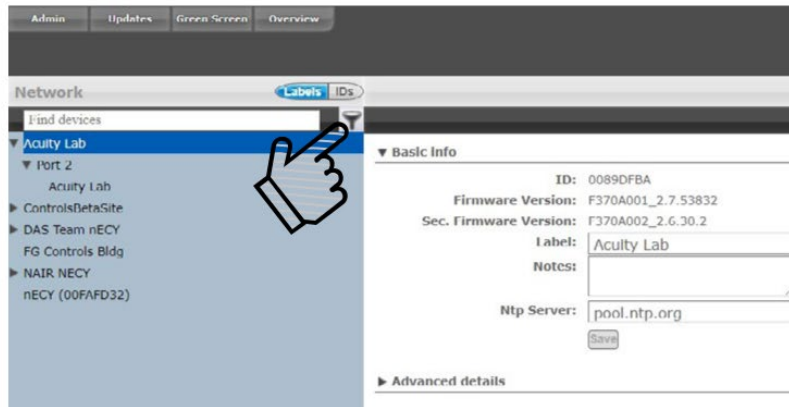 Admin Updates Green Screen Overview
Network Labels IDs
Find devices
Acuity Lab
Port 2
Acuity Lab
ControlsBetaSite
DAS Team nECY
FG Controls Bldg
NAIR NECY
nECY (00FAFD32)
Basic Info
ID: 0089DFBA
Firmware Version: F370A001_2.7.53832
Sec. Firmware Version: F370A002_2.6.30.2
Label: Acuity Lab
Notes:
Ntp Server: pool.ntp.org
Save
Advanced details